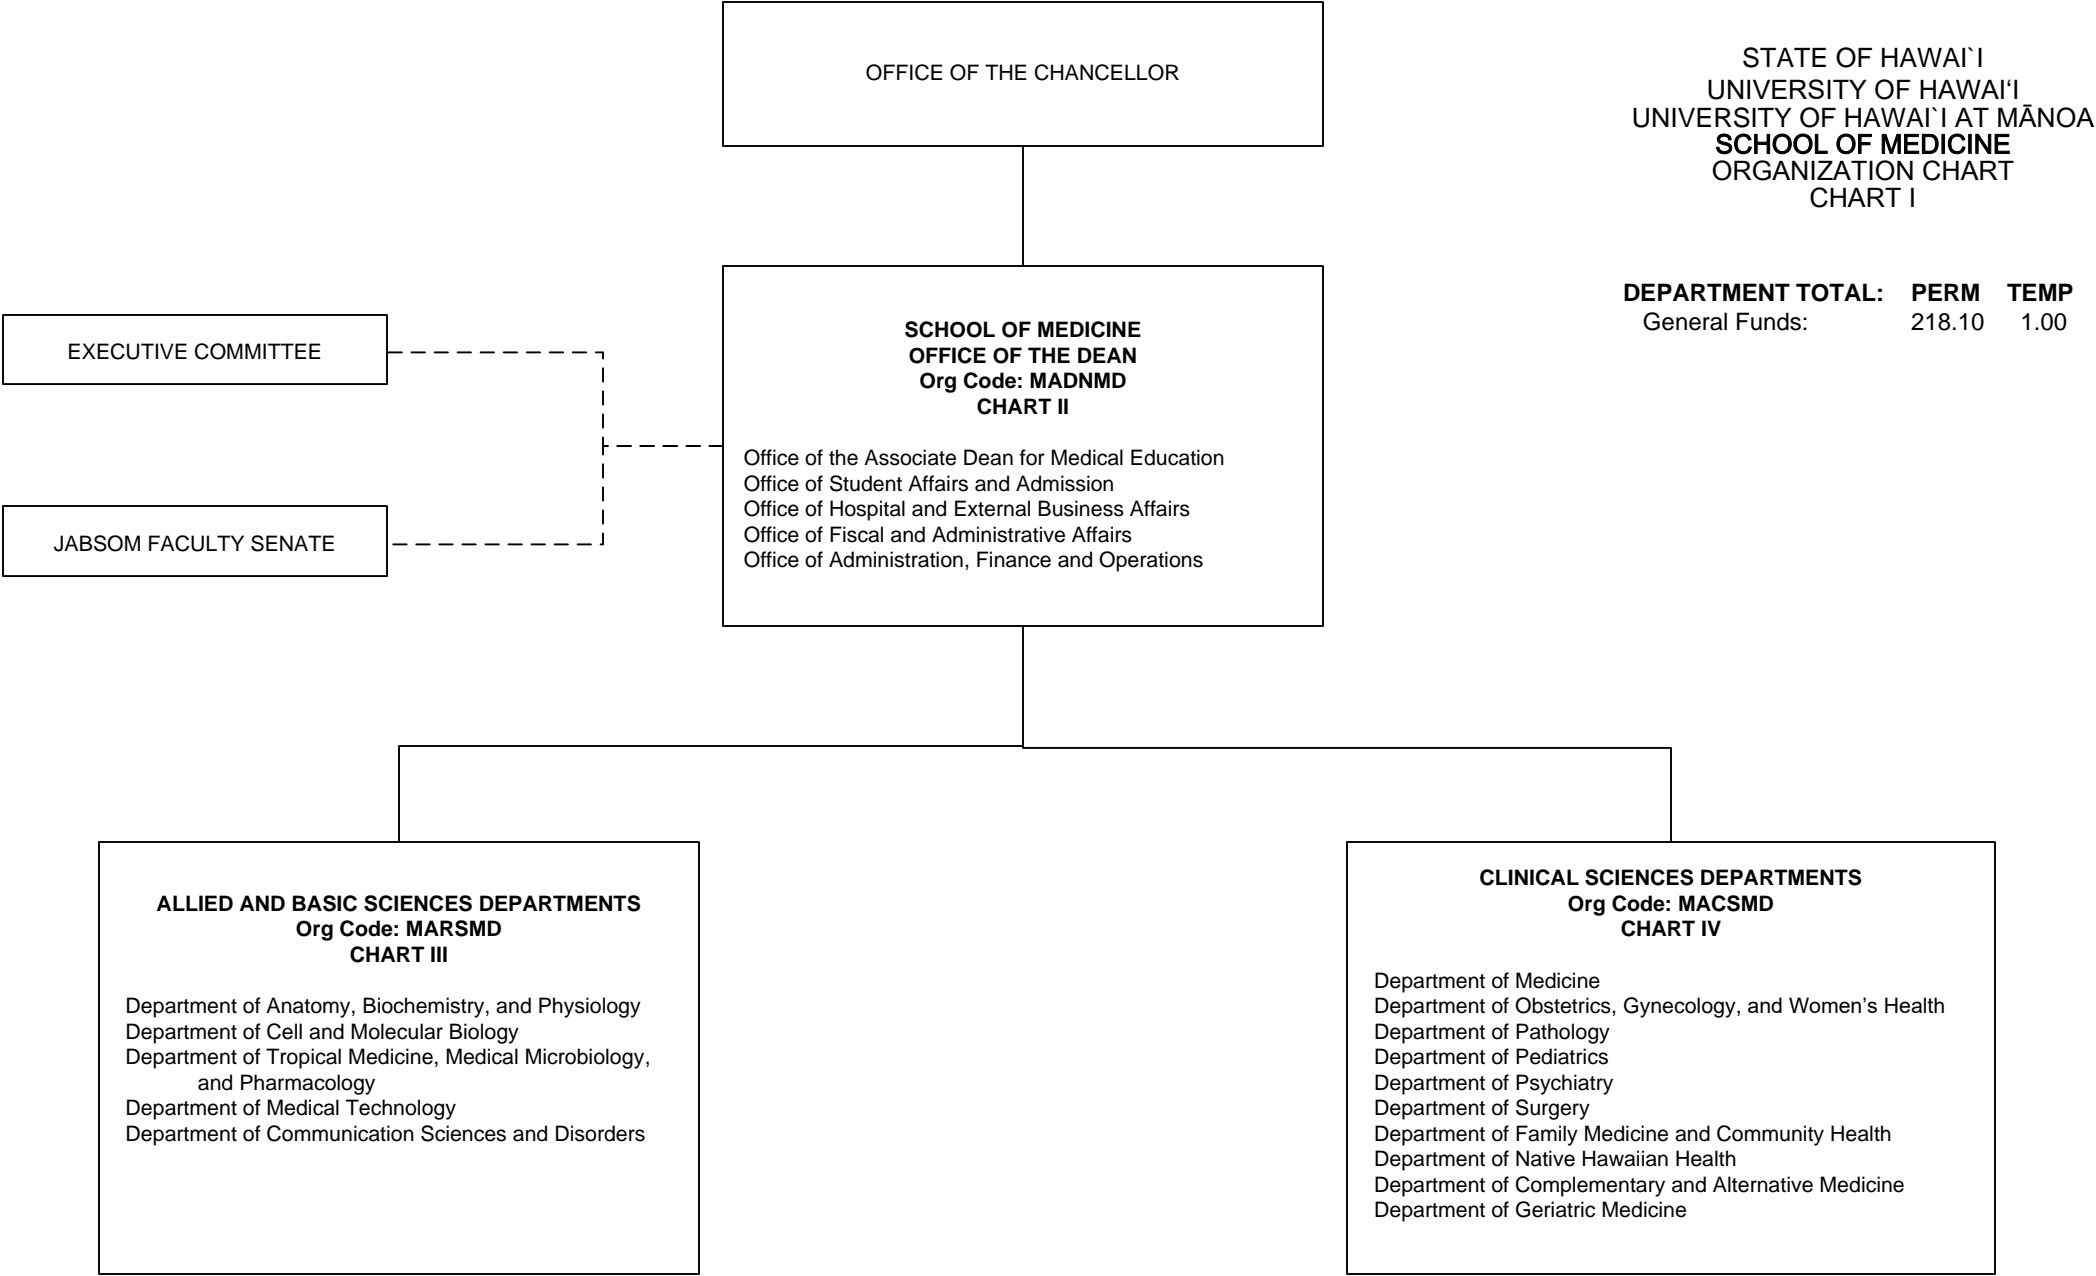 OFFICE OF THE CHANCELLOR
STATE OF HAWAI`I
UNIVERSITY OF HAWAI‘I
UNIVERSITY OF HAWAI`I AT MĀNOA
SCHOOL OF MEDICINE
ORGANIZATION CHART
CHART I
DEPARTMENT TOTAL: PERM TEMP
General Funds: 218.10 1.00
EXECUTIVE COMMITTEE
JABSOM FACULTY SENATE
SCHOOL OF MEDICINE
OFFICE OF THE DEAN
Org Code: MADNMD
CHART II
Office of the Associate Dean for Medical Education
Office of Student Affairs and Admission
Office of Hospital and External Business Affairs
Office of Fiscal and Administrative Affairs
Office of Administration, Finance and Operations
ALLIED AND BASIC SCIENCES DEPARTMENTS
Org Code: MARSMD
CHART III
Department of Anatomy, Biochemistry, and Physiology
Department of Cell and Molecular Biology
Department of Tropical Medicine, Medical Microbiology,
and Pharmacology
Department of Medical Technology
Department of Communication Sciences and Disorders
CLINICAL SCIENCES DEPARTMENTS
Org Code: MACSMD
CHART IV
Department of Medicine
Department of Obstetrics, Gynecology, and Women’s Health
Department of Pathology
Department of Pediatrics
Department of Psychiatry
Department of Surgery
Department of Family Medicine and Community Health
Department of Native Hawaiian Health
Department of Complementary and Alternative Medicine
Department of Geriatric Medicine